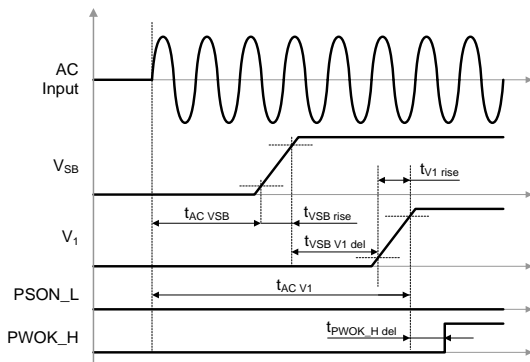 AC
Input
VSB
tV1 rise
tAC VSB
tVSB rise
V1
tVSB V1 del
tAC V1
PSON_L
tPWOK_H del
PWOK_H